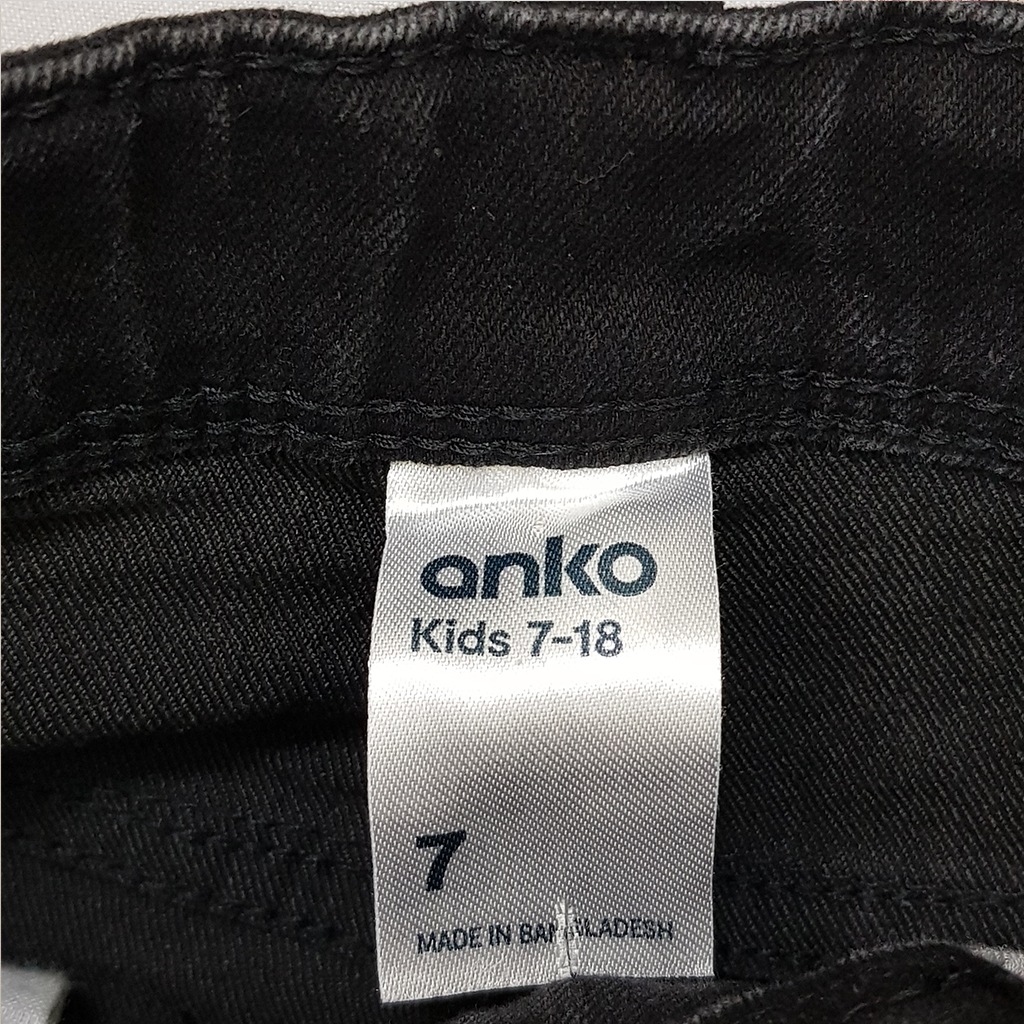 anko
Kids 7-18
7
MADE IN BANGLADESH